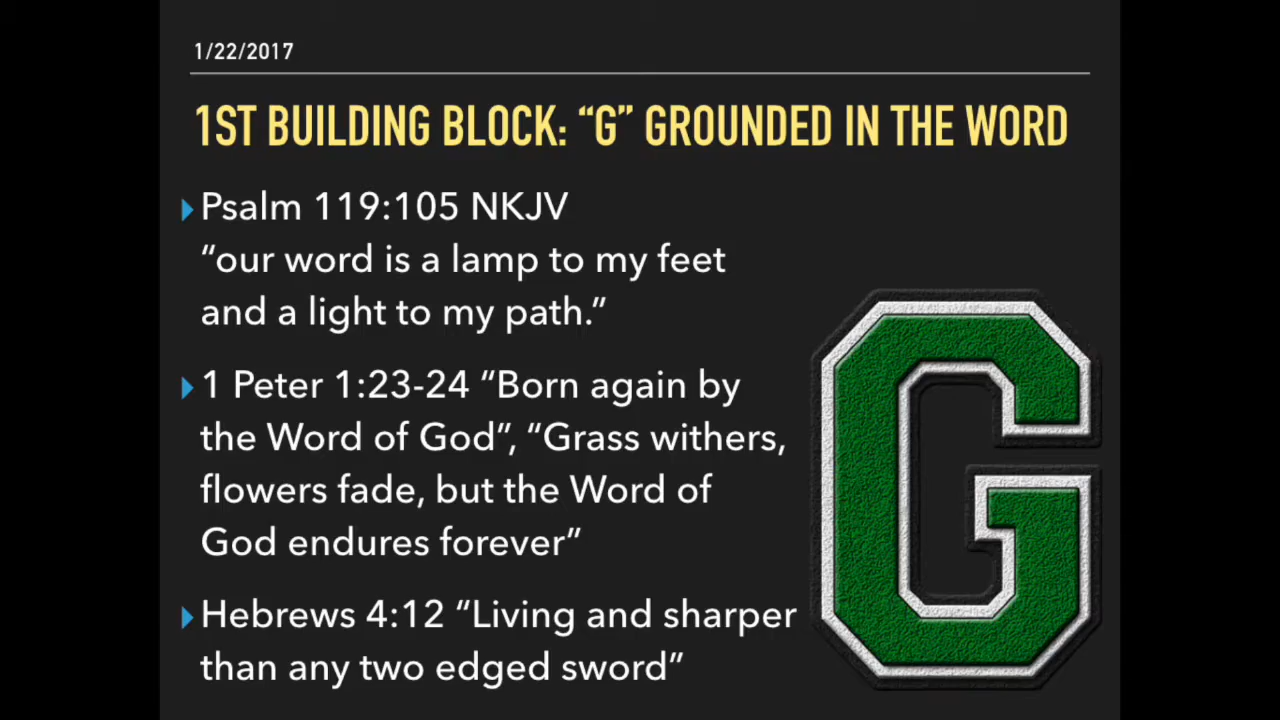 1/22/2017
1ST BUILDING BLOCK: “G” GROUNDED IN THE WORD
Psalm 119:105 NKJV
“our word is a lamp to my feet
and a light to my path.”
1 Peter 1:23-24 “Born again by
the Word of God”, “Grass withers,
flowers fade, but the Word of
God endures forever”
Hebrews 4:12 “Living and sharper
than any two edged sword”
G